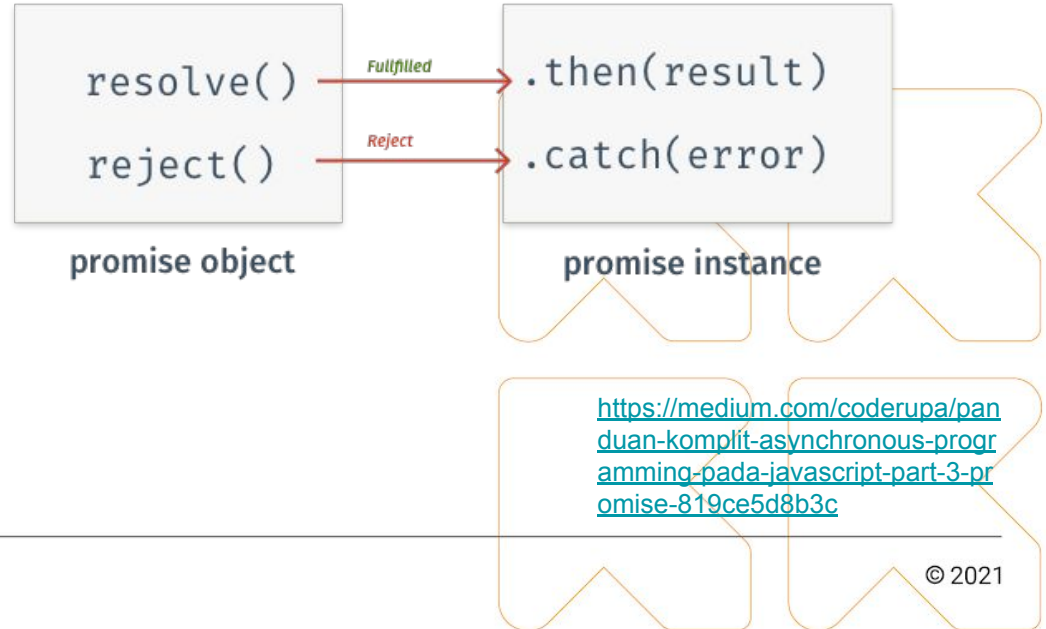 resolve() Fullfilled .then(result)
reject() Reject .catch(error)
promise object promise instance
https://medium.com/coderupa/pan
duan-komplit-asynchronous-progr
amming-pada-javascript-part-3-pr
omise-819ce5d8b3c
© 2021